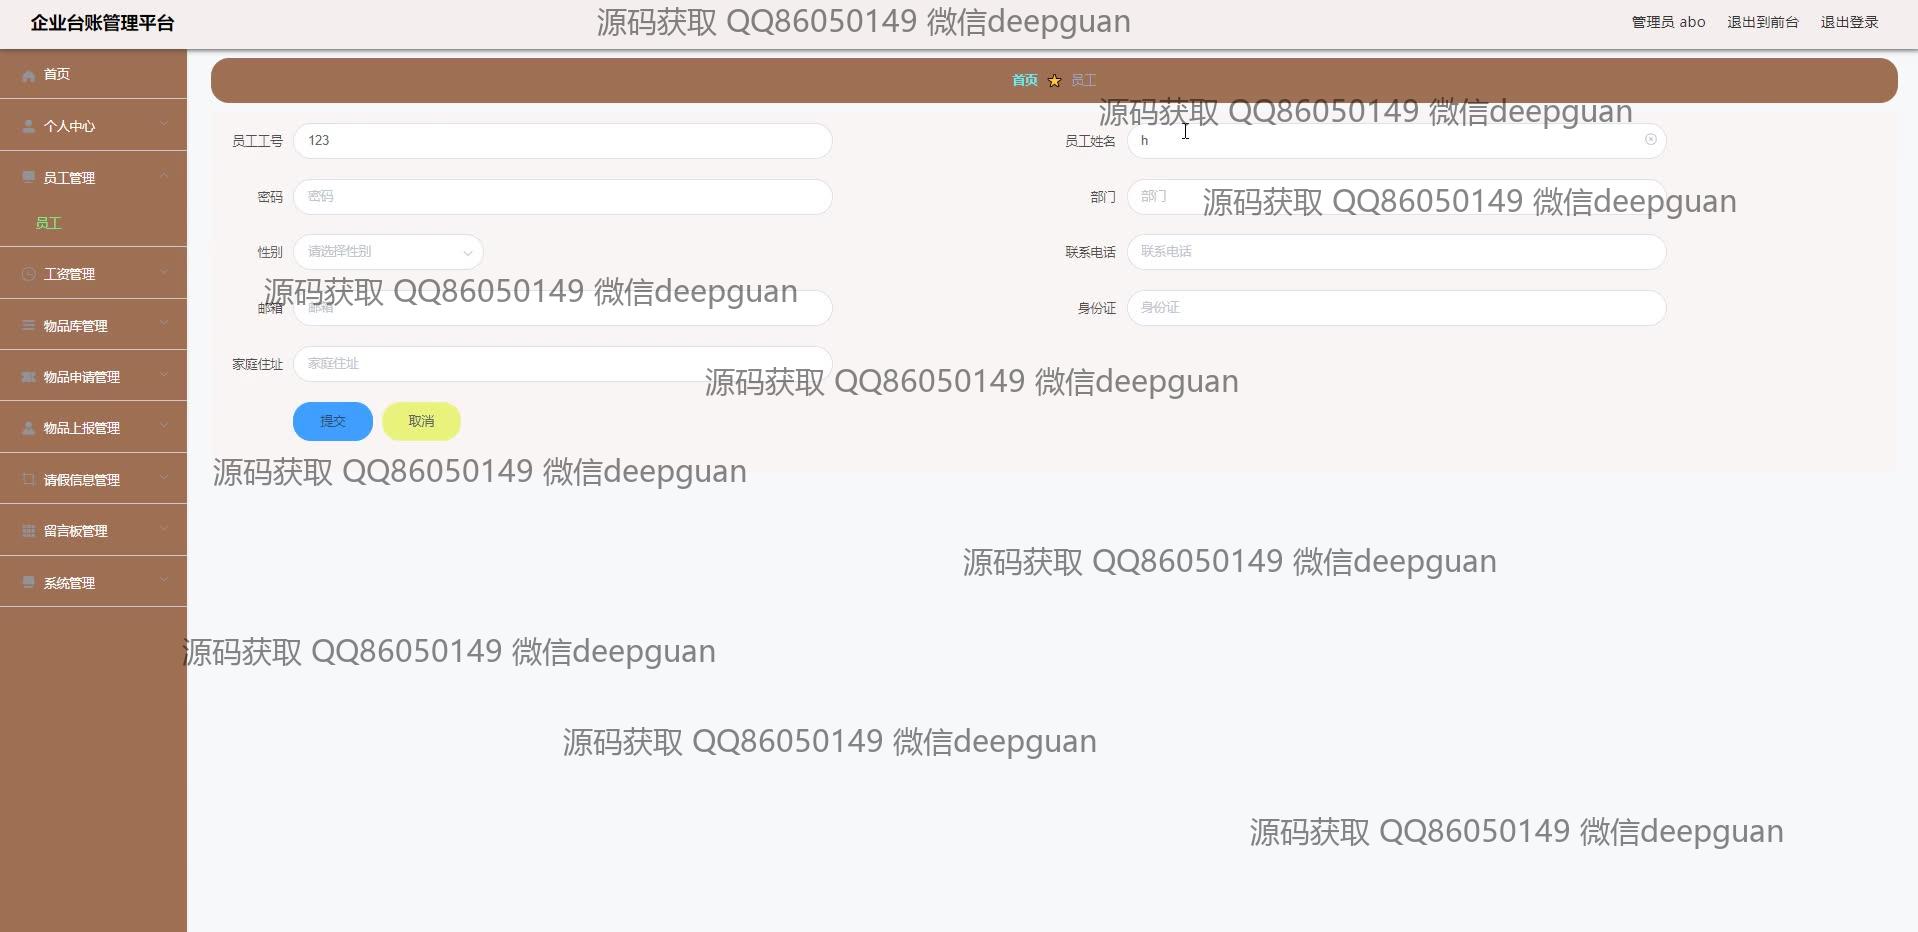 企业台账管理平台
源码获取 QQ86050149 微信deepguan
管理员 abo 退出到前台 退出登录
首页
个人中心
员工管理
员工
工资管理
物品库管理
物品申请管理
物品上报管理
请假信息管理
留言板管理
系统管理
首页 员工
源码获取 QQ86050149 微信deepguan
员工工号 123 员工姓名 h
密码 密码 部门 部门
源码获取 QQ86050149 微信deepguan
性别 请选择性别 联系电话 联系电话
源码获取 QQ86050149 微信deepguan
邮箱 邮箱 身份证 身份证
家庭住址 家庭住址
源码获取 QQ86050149 微信deepguan
提交 取消
源码获取 QQ86050149 微信deepguan
源码获取 QQ86050149 微信deepguan
源码获取 QQ86050149 微信deepguan
源码获取 QQ86050149 微信deepguan
源码获取 QQ86050149 微信deepguan